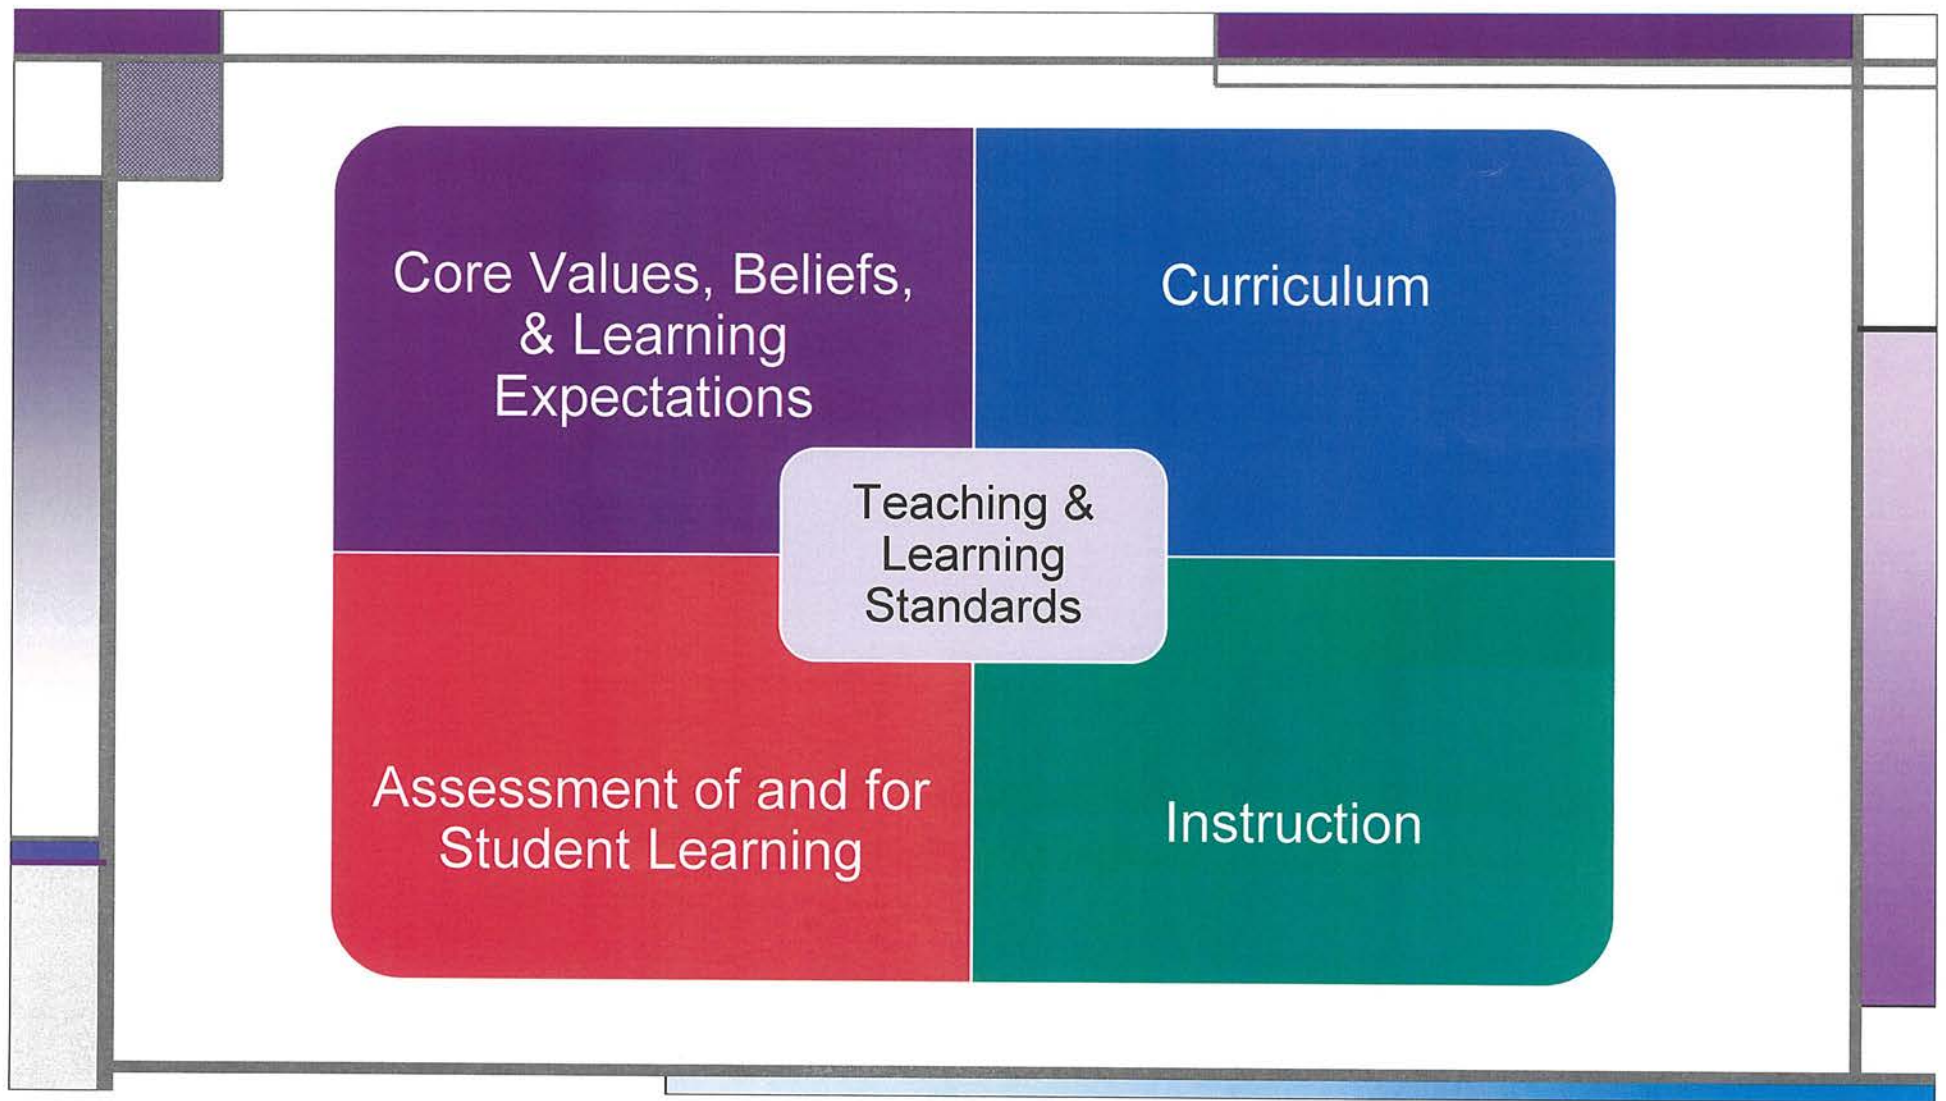 Core Values, Beliefs,
& Learning
Expectations
Curriculum
Teaching &
Learning
Standards
Assessment of and for
Student Learning
Instruction